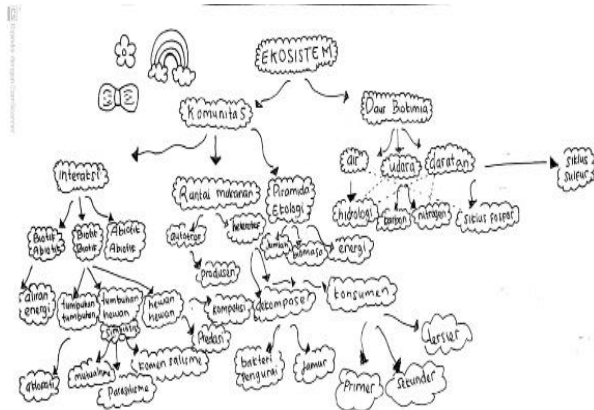 EKOSISTEM
Komunitas
Daur Biokimia
Interaksi
Rantai makanan
Piramida
Ekologi
air
udara
daratan
siklus
sulfur
hidrologi
karbon
nitrogen
siklus fosfor
Biotik
Abiotik
Biotik
Biotik
Abiotik
Abiotik
autotrof
heterotrof
jumlah
biomasa
energi
produsen
aliran
energi
tumbuhan
tumbuhan
tumbuhan
hewan
hewan
hewan
simbiosis
kompetisi
Predasi
dekomposer
konsumen
alelopati
mutualisme
Parasitisme
Komensalisme
bakteri
pengurai
jamur
Primer
Sekunder
tersier